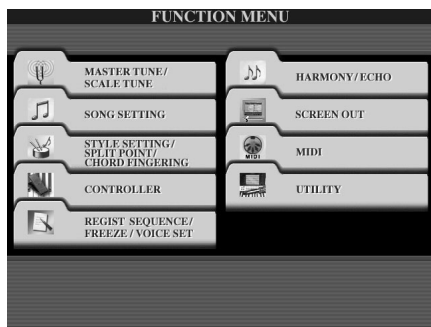 FUNCTION MENU
MASTER TUNE/
SCALE TUNE
SONG SETTING
STYLE SETTING/
SPLIT POINT/
CHORD FINGERING
CONTROLLER
REGIST SEQUENCE/
FREEZE / VOICE SET
HARMONY/ECHO
SCREEN OUT
MIDI
MIDI
UTILITY